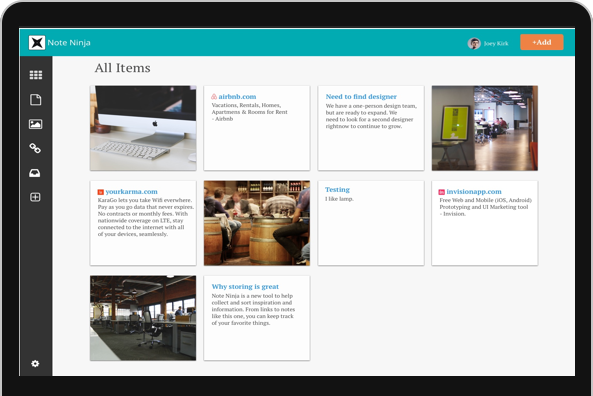 Note Ninja
Joey Kirk
+Add
All Items
airbnb.com
Vacations, Rentals, Homes,
Apartmens & Rooms for Rent
- Airbnb
Need to find designer
We have a one-person design team,
but are ready to expand. We
need to look for a second designer
rightnow to continue to grow.
yourkarma.com
KaraGo lets you take Wifi everwhere.
Pay as you go data that never expires.
No contracts or monthly fees. With
nationwide coverage on LTE, stay
connected to the internet with all
of your devices, seamlessly.
Testing
I like lamp.
invisionapp.com
Free Web and Mobile (iOS, Android)
Prototyping and UI Marketing tool
- Invision.
Why storing is great
Note Ninja is a new tool to help
collect and sort inspiration and
information. From links to notes
like this one, you can keep track
of your favorite things.